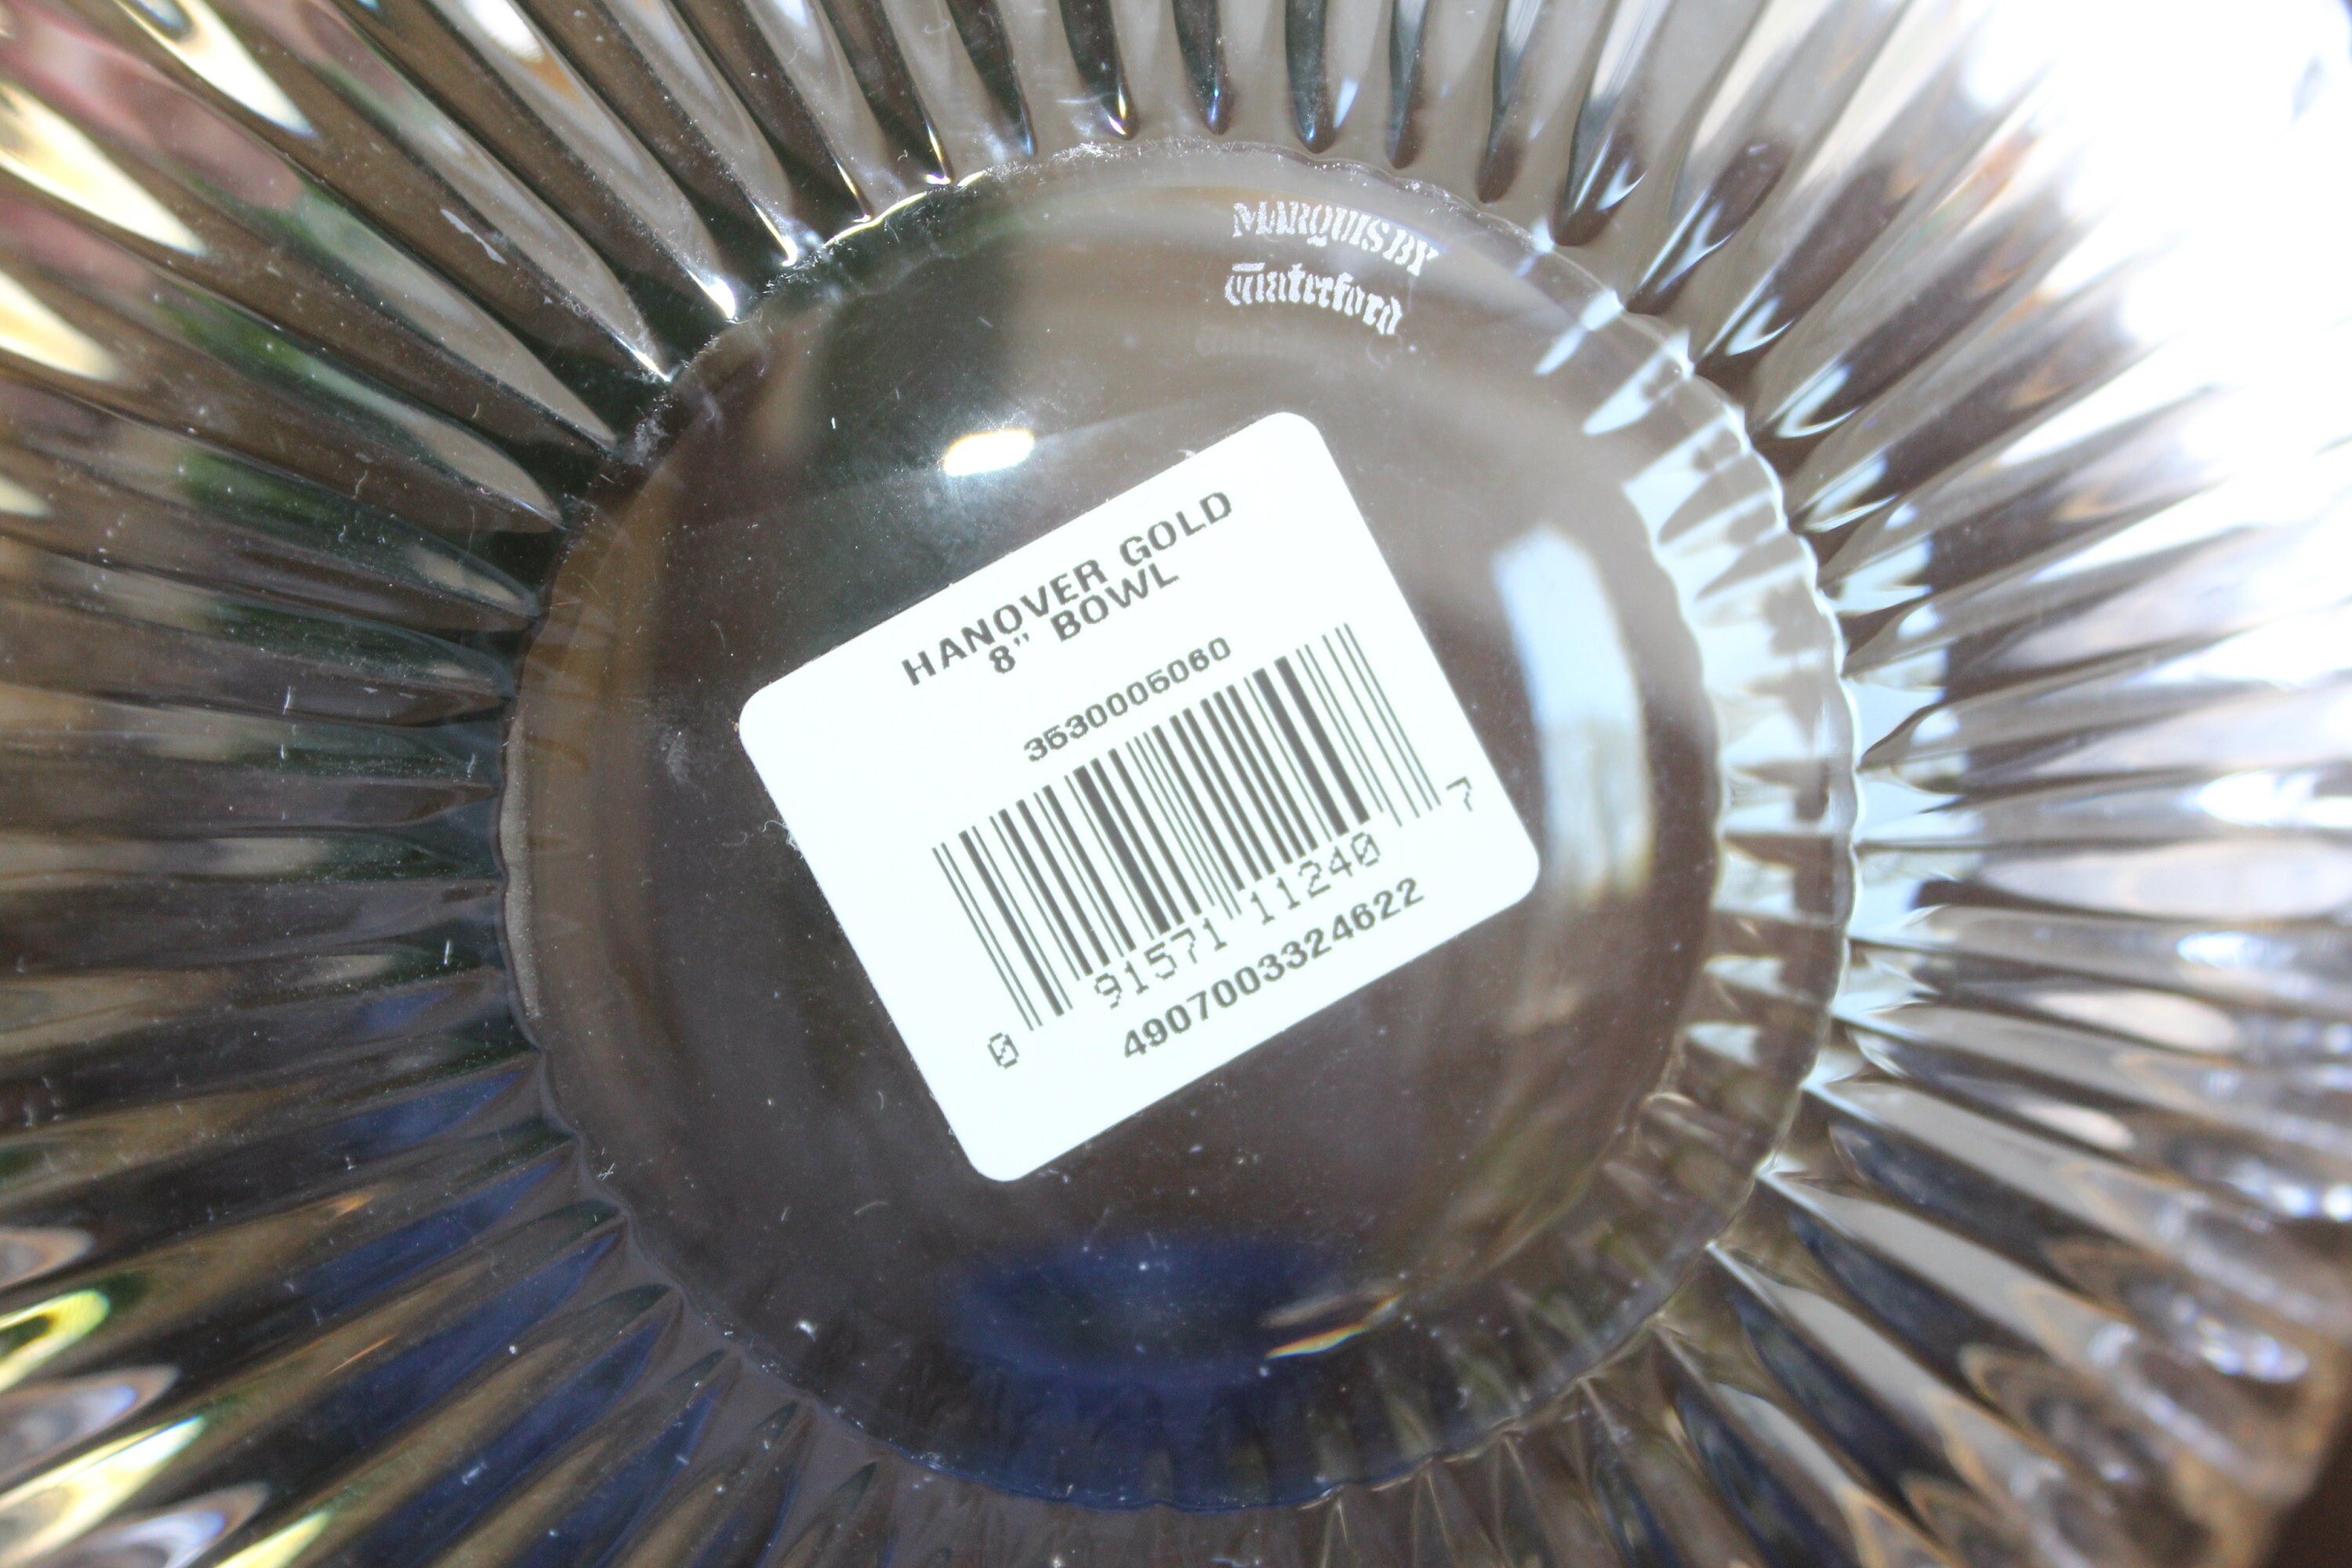 MARQUIS BY
Waterford
HANOVER GOLD
8" BOWL
3530005060
0 91571 11240 7
4907003324622